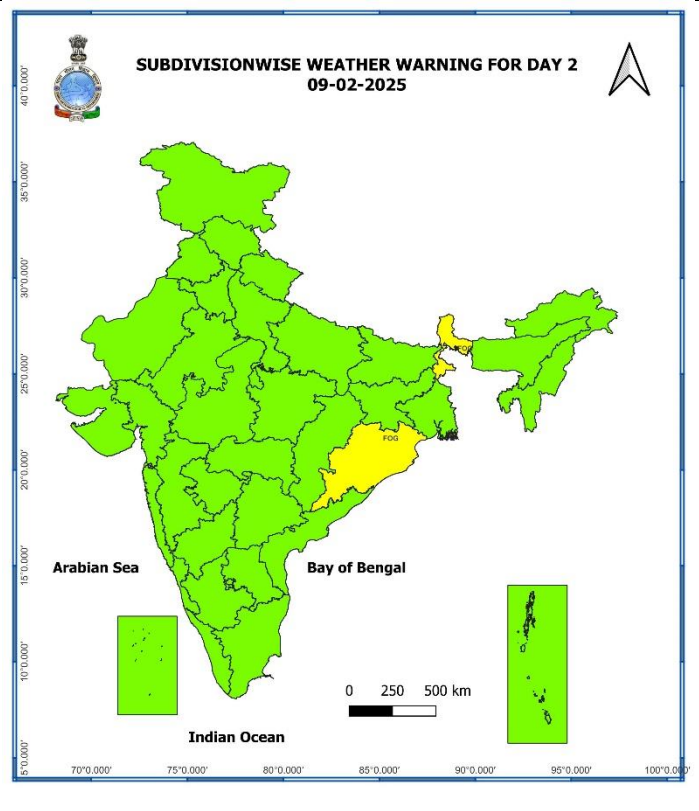 SUBDIVISIONWISE WEATHER WARNING FOR DAY 2
09-02-2025
40°0.000'
35°0.000'
30°0.000'
25°0.000'
20°0.000'
15°0.000'
10°0.000'
5°0.000'
FOG
FOG
Arabian Sea
Bay of Bengal
0 250 500 km
Indian Ocean
70°0.000' 75°0.000' 80°0.000' 85°0.000' 90°0.000' 95°0.000' 100°0.000'